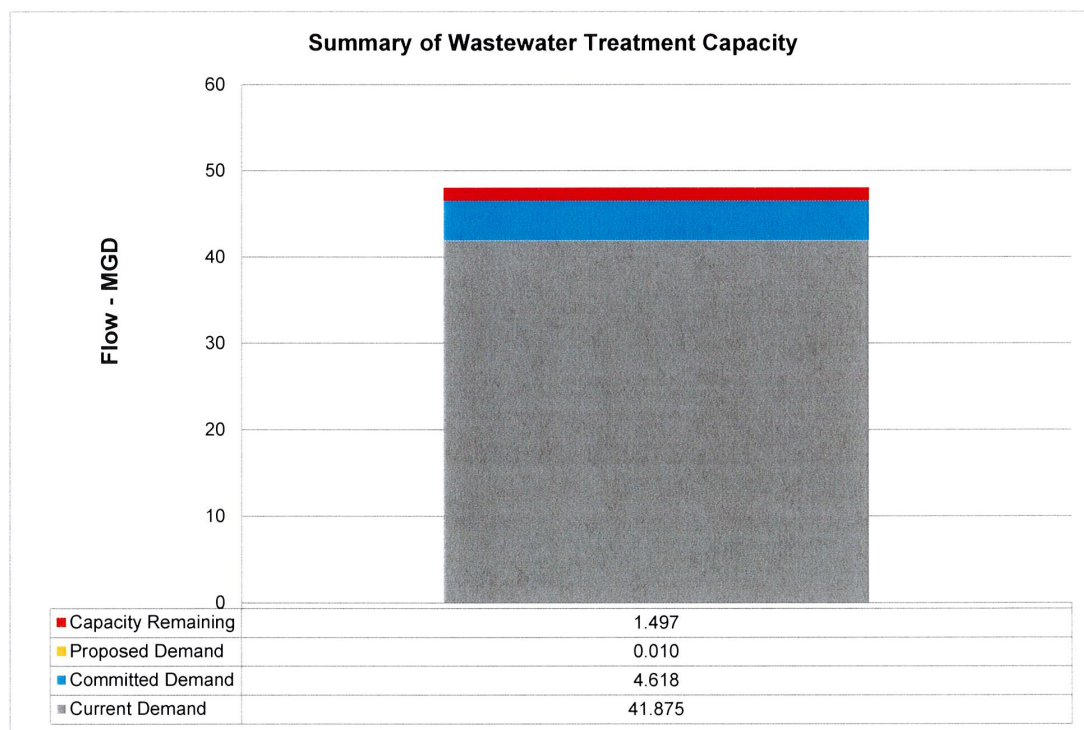 Summary of Wastewater Treatment Capacity
Flow - MGD
60
50
40
30
20
10
0
Capacity Remaining 1.497
Proposed Demand 0.010
Committed Demand 4.618
Current Demand 41.875